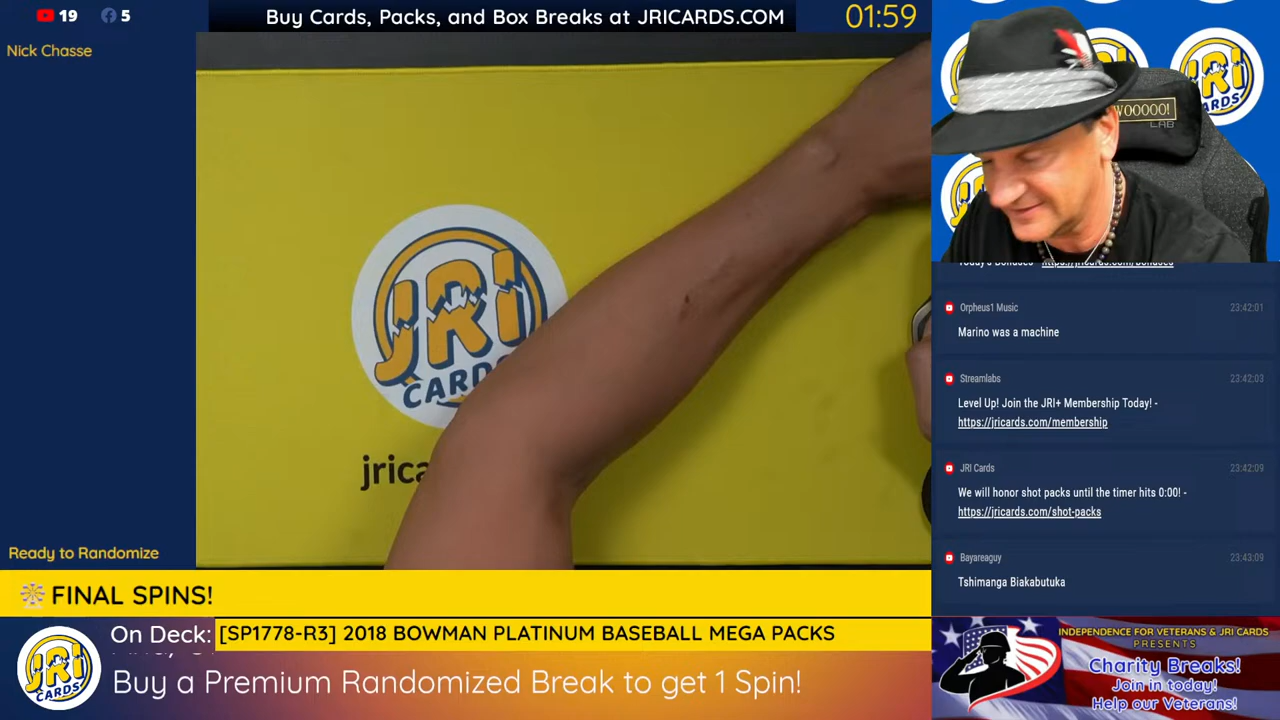 19
5
Buy Cards, Packs, and Box Breaks at JRICARDS.COM
01:59
Nick Chasse
JRI
CARDS
JRI
CARDS
WOOOOO!
LAB
Orpheus1 Music 23:42:01
Marino was a machine
Streamlabs 23:42:03
Level Up! Join the JRI+ Membership Today! -
https://jricards.com/membership
JRI Cards 23:42:09
We will honor shot packs until the timer hits 0:00! -
https://jricards.com/shot-packs
Bayareaguy 23:43:09
Tshimanga Biakabutuka
Ready to Randomize
FINAL SPINS!
On Deck: [SP1778-R3] 2018 BOWMAN PLATINUM BASEBALL MEGA PACKS
Buy a Premium Randomized Break to get 1 Spin!
JRI
CARDS
INDEPENDENCE FOR VETERANS & JRI CARDS
PRESENTS
Charity Breaks!
Join in today!
Help our Veterans!